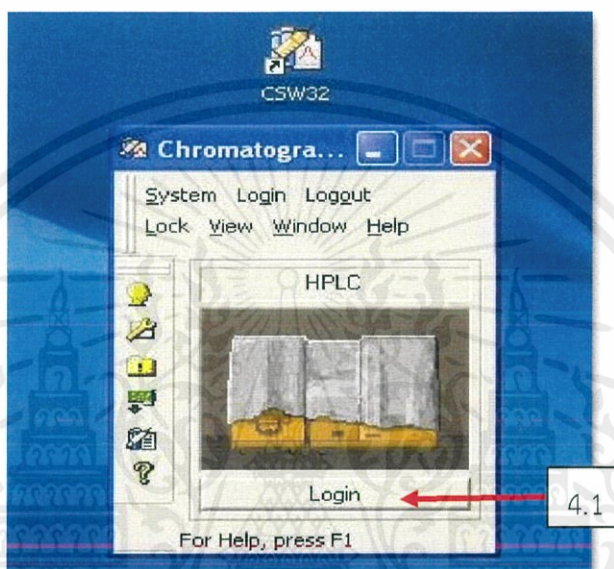 CSW32
Chromatogra...
System Login Logout
Lock View Window Help
HPLC
Login
4.1
For Help, press F1